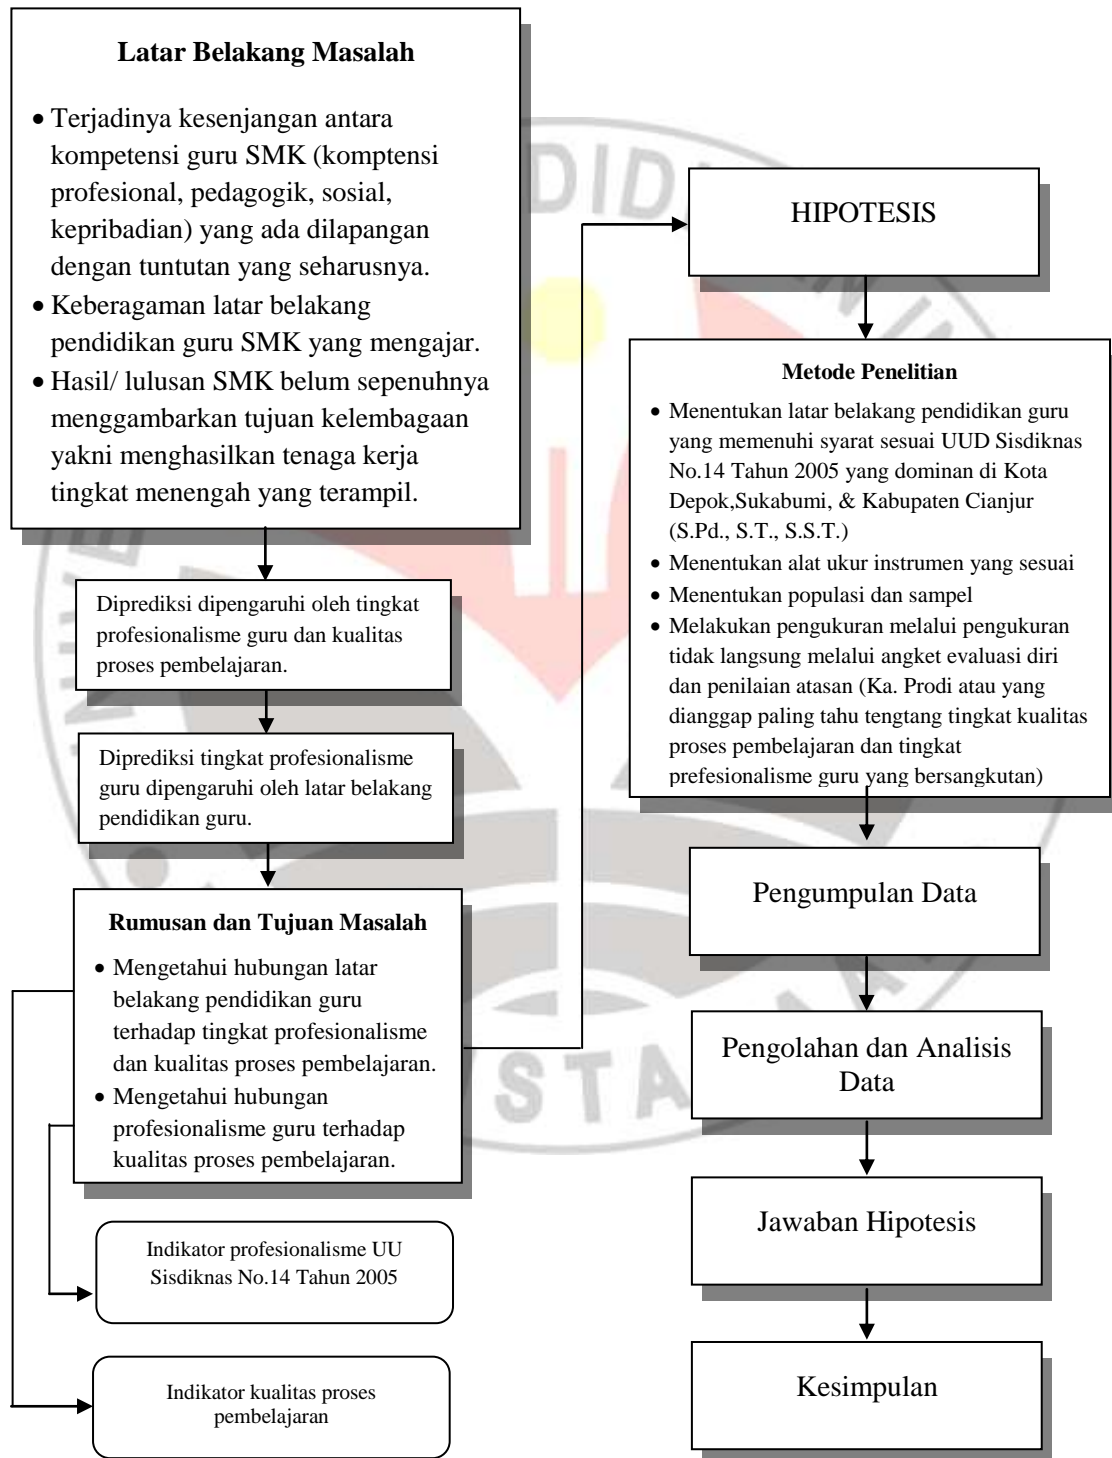 Latar Belakang Masalah
• Terjadinya kesenjangan antara
kompetensi guru SMK (komptensi
profesional, pedagogik, sosial,
kepribadian) yang ada dilapangan
dengan tuntutan yang seharusnya.
• Keberagaman latar belakang
pendidikan guru SMK yang mengajar.
• Hasil/ lulusan SMK belum sepenuhnya
menggambarkan tujuan kelembagaan
yakni menghasilkan tenaga kerja
tingkat menengah yang terampil.
Diprediksi dipengaruhi oleh tingkat
profesionalisme guru dan kualitas
proses pembelajaran.
Diprediksi tingkat profesionalisme
guru dipengaruhi oleh latar belakang
pendidikan guru.
Rumusan dan Tujuan Masalah
• Mengetahui hubungan latar
belakang pendidikan guru
terhadap tingkat profesionalisme
dan kualitas proses pembelajaran.
• Mengetahui hubungan
profesionalisme guru terhadap
kualitas proses pembelajaran.
Indikator profesionalisme UU
Sisdiknas No.14 Tahun 2005
Indikator kualitas proses
pembelajaran
HIPOTESIS
Metode Penelitian
• Menentukan latar belakang pendidikan guru
yang memenuhi syarat sesuai UUD Sisdiknas
No.14 Tahun 2005 yang dominan di Kota
Depok,Sukabumi, & Kabupaten Cianjur
(S.Pd., S.T., S.S.T.)
• Menentukan alat ukur instrumen yang sesuai
• Menentukan populasi dan sampel
• Melakukan pengukuran melalui pengukuran
tidak langsung melalui angket evaluasi diri
dan penilaian atasan (Ka. Prodi atau yang
dianggap paling tahu tengtang tingkat kualitas
proses pembelajaran dan tingkat
prefesionalisme guru yang bersangkutan)
Pengumpulan Data
Pengolahan dan Analisis
Data
Jawaban Hipotesis
Kesimpulan